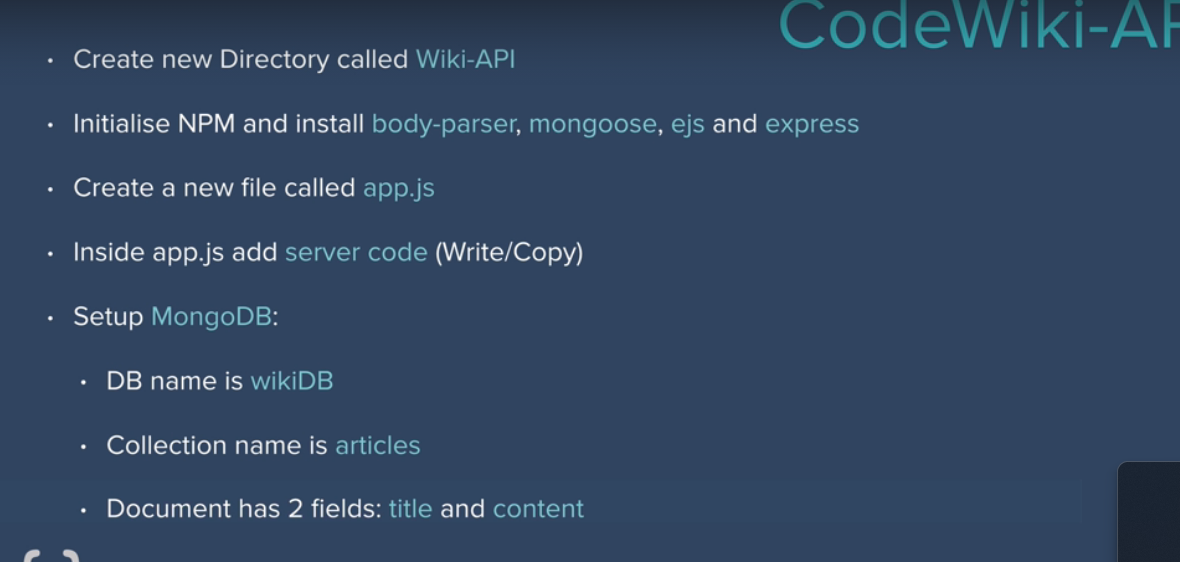 CodeWiki-AP
• Create new Directory called Wiki-API
• Initialise NPM and install body-parser, mongoose, ejs and express
• Create a new file called app.js
• Inside app.js add server code (Write/Copy)
• Setup MongoDB:
• DB name is wikiDB
• Collection name is articles
• Document has 2 fields: title and content